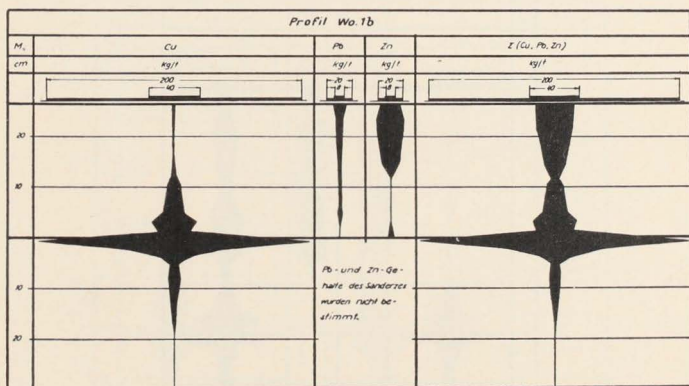 Profil Wo.1b
M. Cu Pb Zn Σ (Cu, Pb, Zn)
cm kg/t kg/t kg/t kg/t
200 20 20 200
40 8 8 40
20
10
10
20
Pb-und Zn-Ge-
halte des Sanderzes
wurden nicht be-
stimmt.